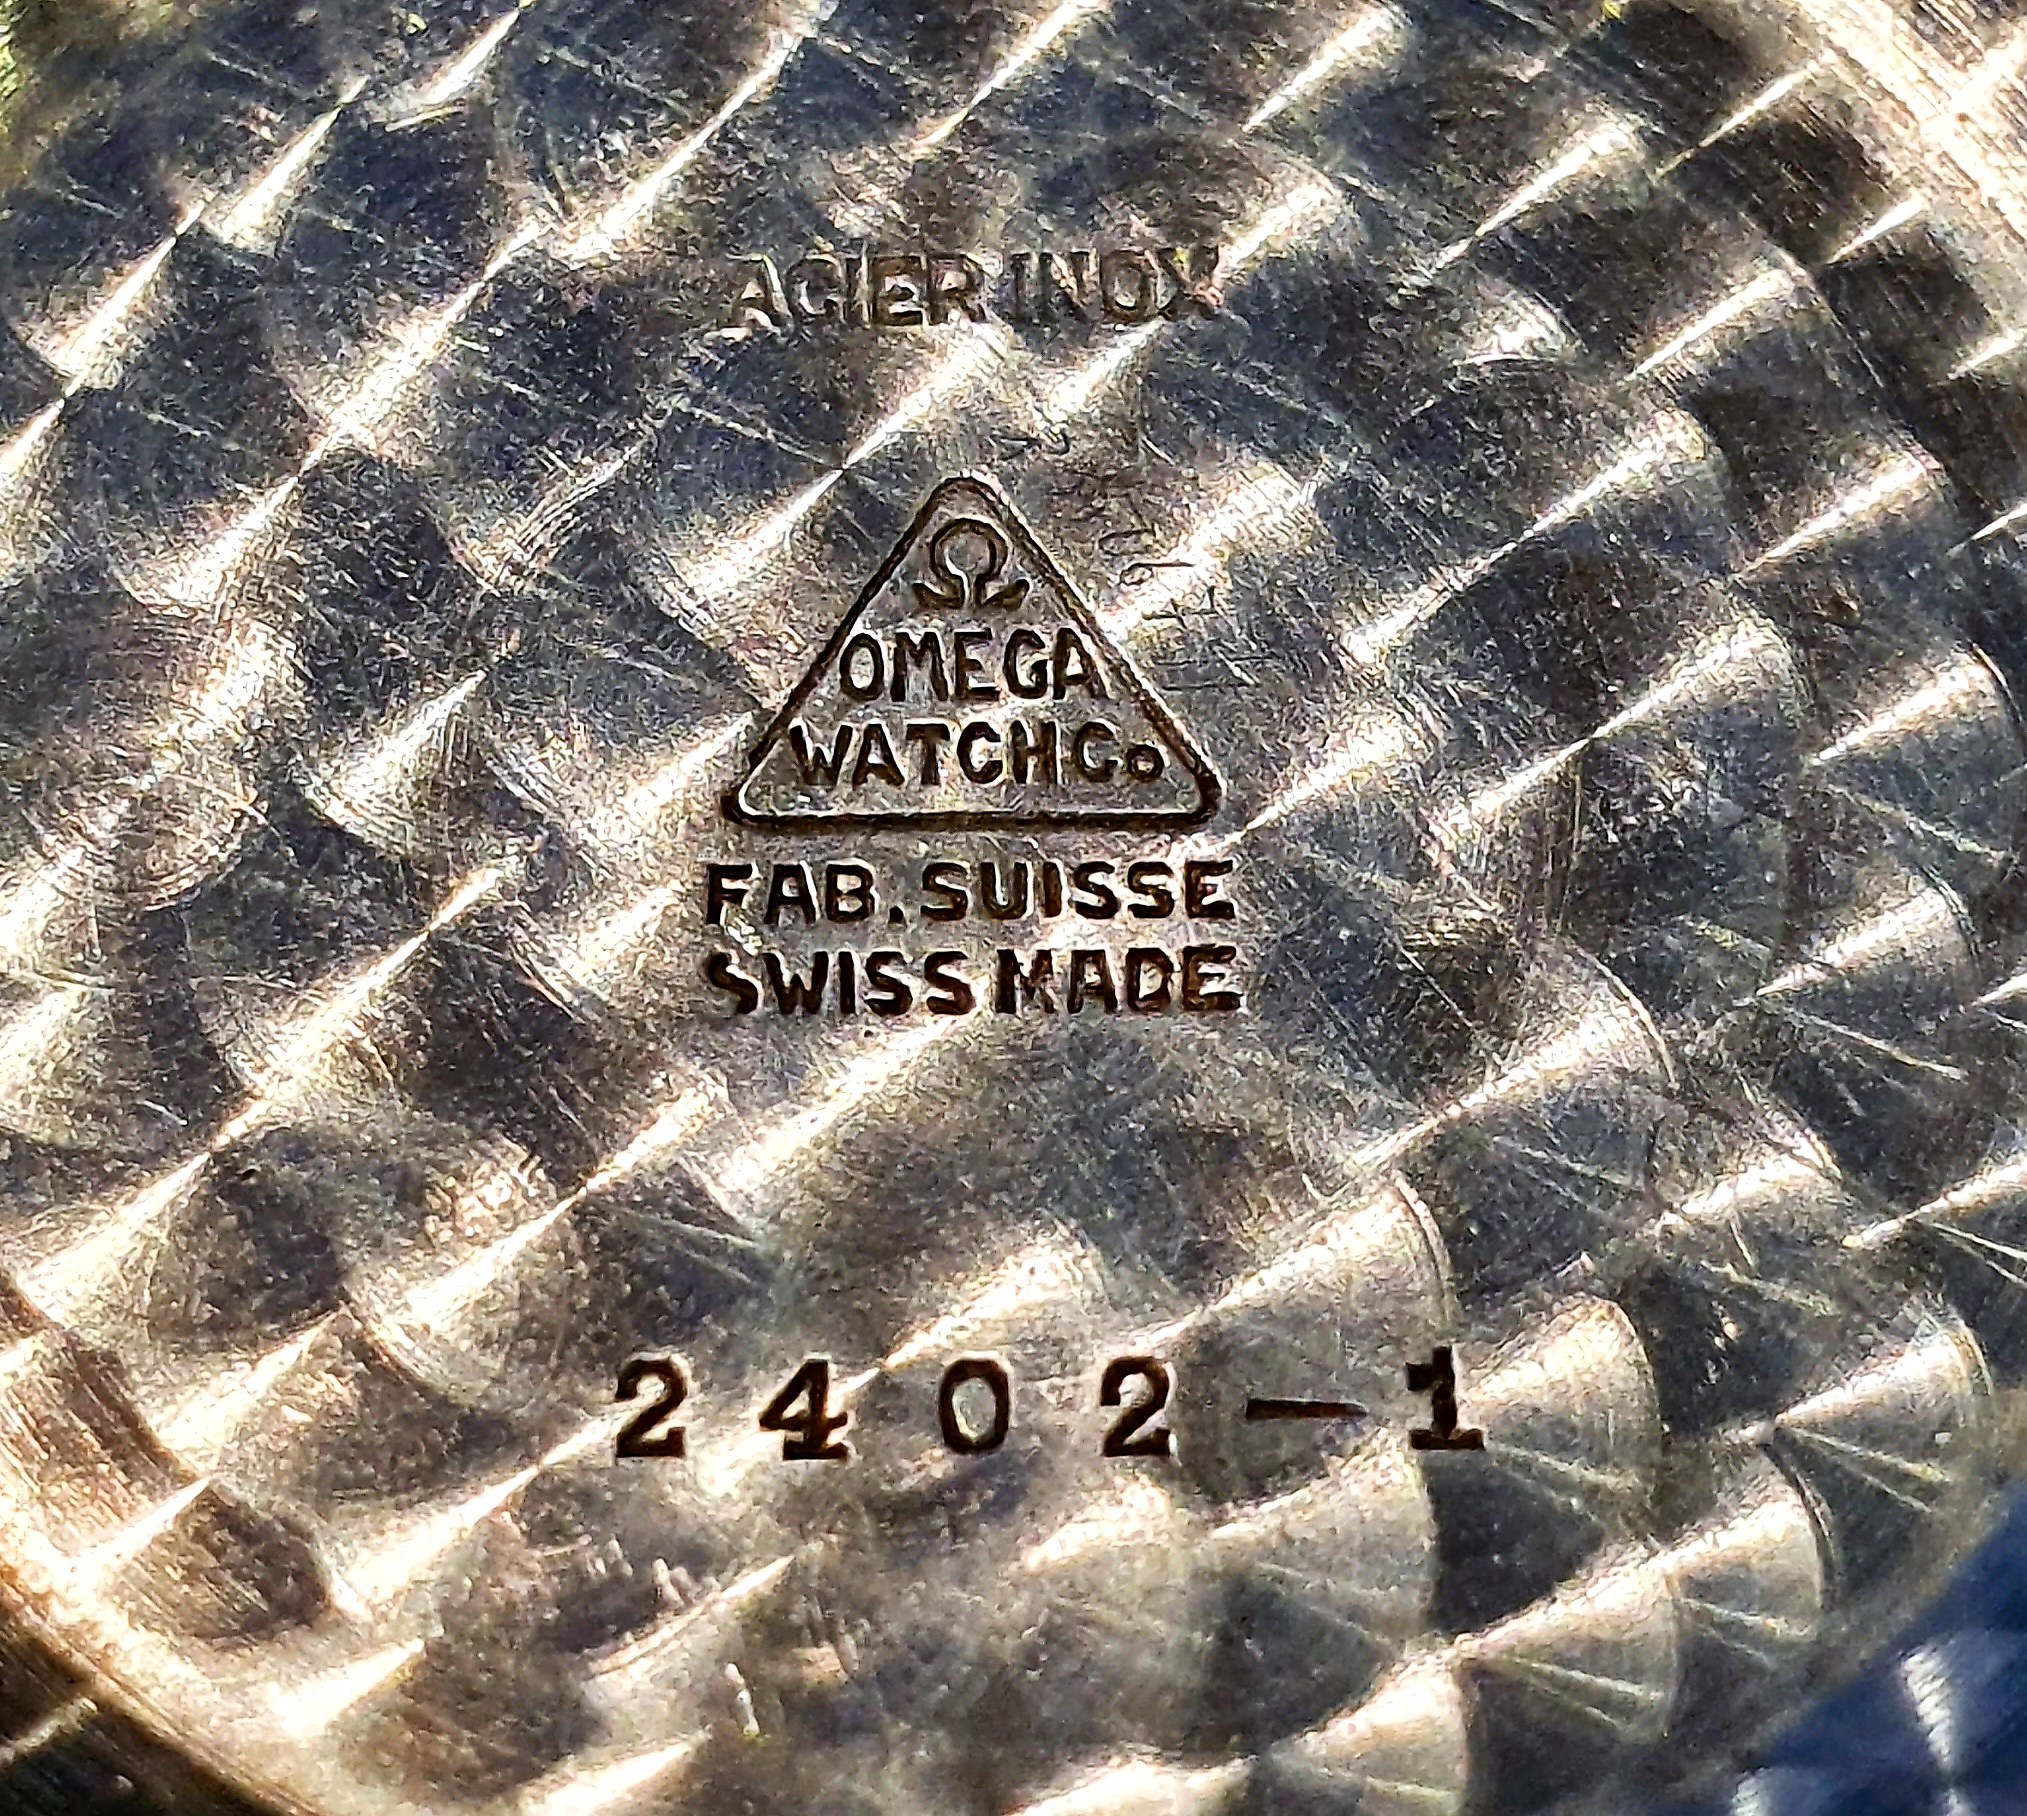 ACIER INOX
Ω
OMEGA
WATCH Co
FAB. SUISSE
SWISS MADE
2402-1